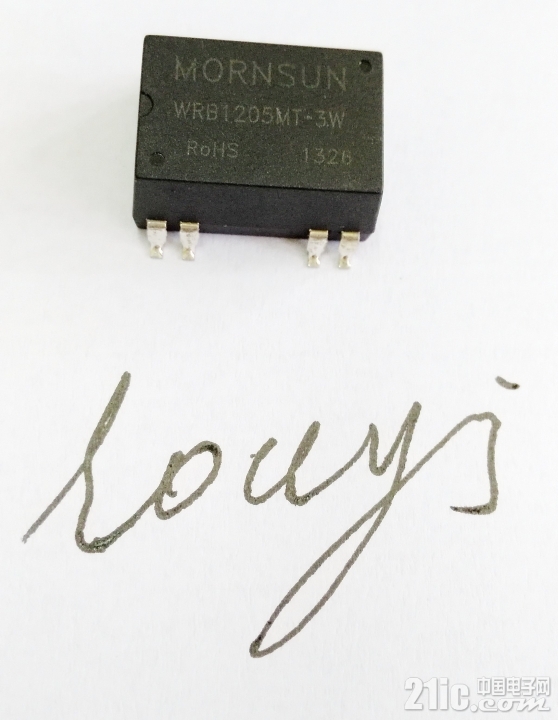 MORNSUN
WRB1205MT-3W
RoHS 1326
louyj
21ic 中国电子网
.com